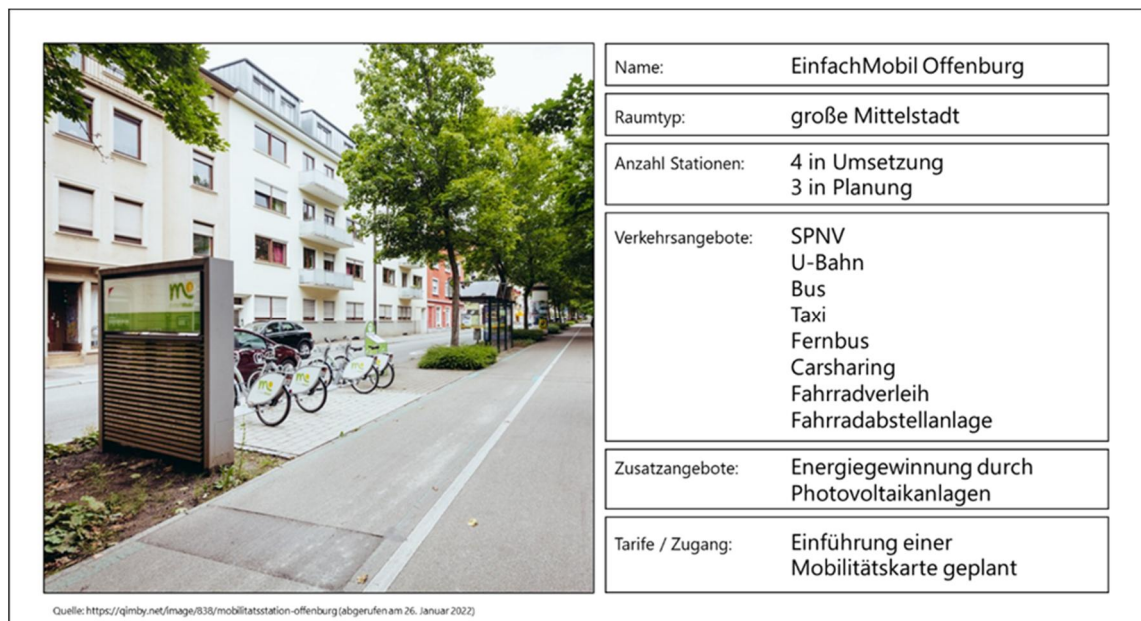 Name: EinfachMobil Offenburg
Raumtyp: große Mittelstadt
Anzahl Stationen: 4 in Umsetzung
3 in Planung
Verkehrsangebote: SPNV
U-Bahn
Bus
Taxi
Fernbus
Carsharing
Fahrradverleih
Fahrradabstellanlage
Zusatzangebote: Energiegewinnung durch
Photovoltaikanlagen
Tarife / Zugang: Einführung einer
Mobilitätskarte geplant
Quelle: https://qimby.net/image/838/mobilitatsstation-offenburg (abgerufen am 26. Januar 2022)